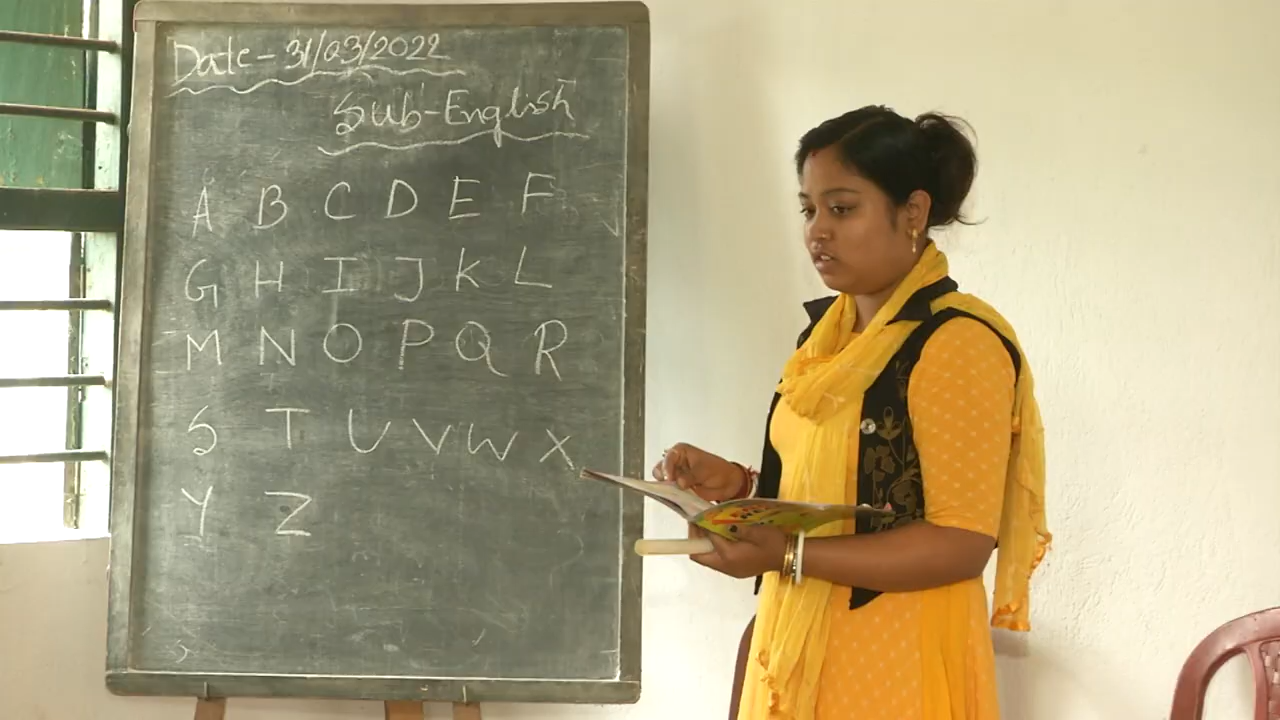 Date - 31/03/2022
Sub - English
A B C D E F
G H I J K L
M N O P Q R
S T U V W X
Y Z